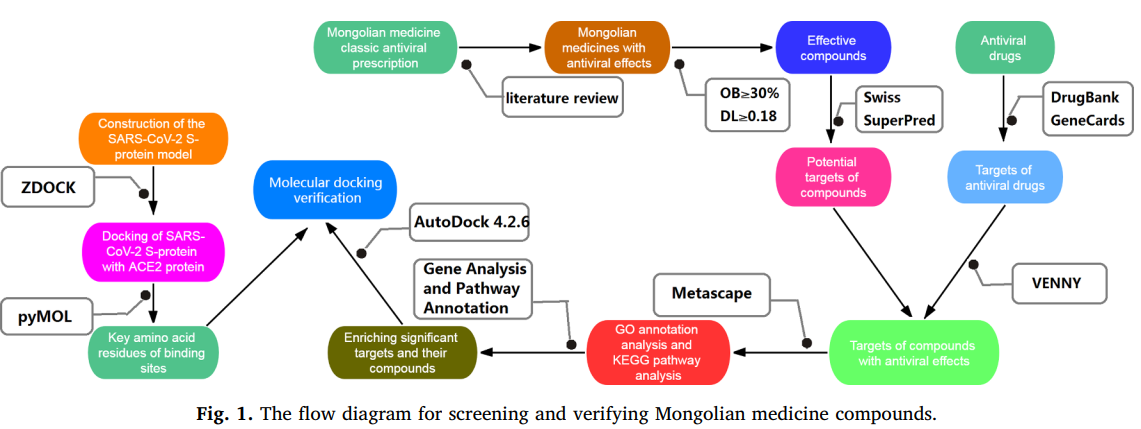 Mongolian medicine
classic antiviral
prescription
Mongolian
medicines with
antiviral effects
Effective
compounds
Antiviral
drugs
literature review
OB≥30%
DL≥0.18
Swiss
SuperPred
DrugBank
GeneCards
Construction of the
SARS-CoV-2 S-
protein model
ZDOCK
Molecular docking
verification
Potential
targets of
compounds
Targets of
antiviral drugs
Docking of SARS-
CoV-2 S-protein
with ACE2 protein
AutoDock 4.2.6
Gene Analysis
and Pathway
Annotation
Metascape
VENNY
pyMOL
Key amino acid
residues of binding
sites
Enriching significant
targets and their
compounds
GO annotation
analysis and
KEGG pathway
analysis
Targets of compounds
with antiviral effects
Fig. 1. The flow diagram for screening and verifying Mongolian medicine compounds.